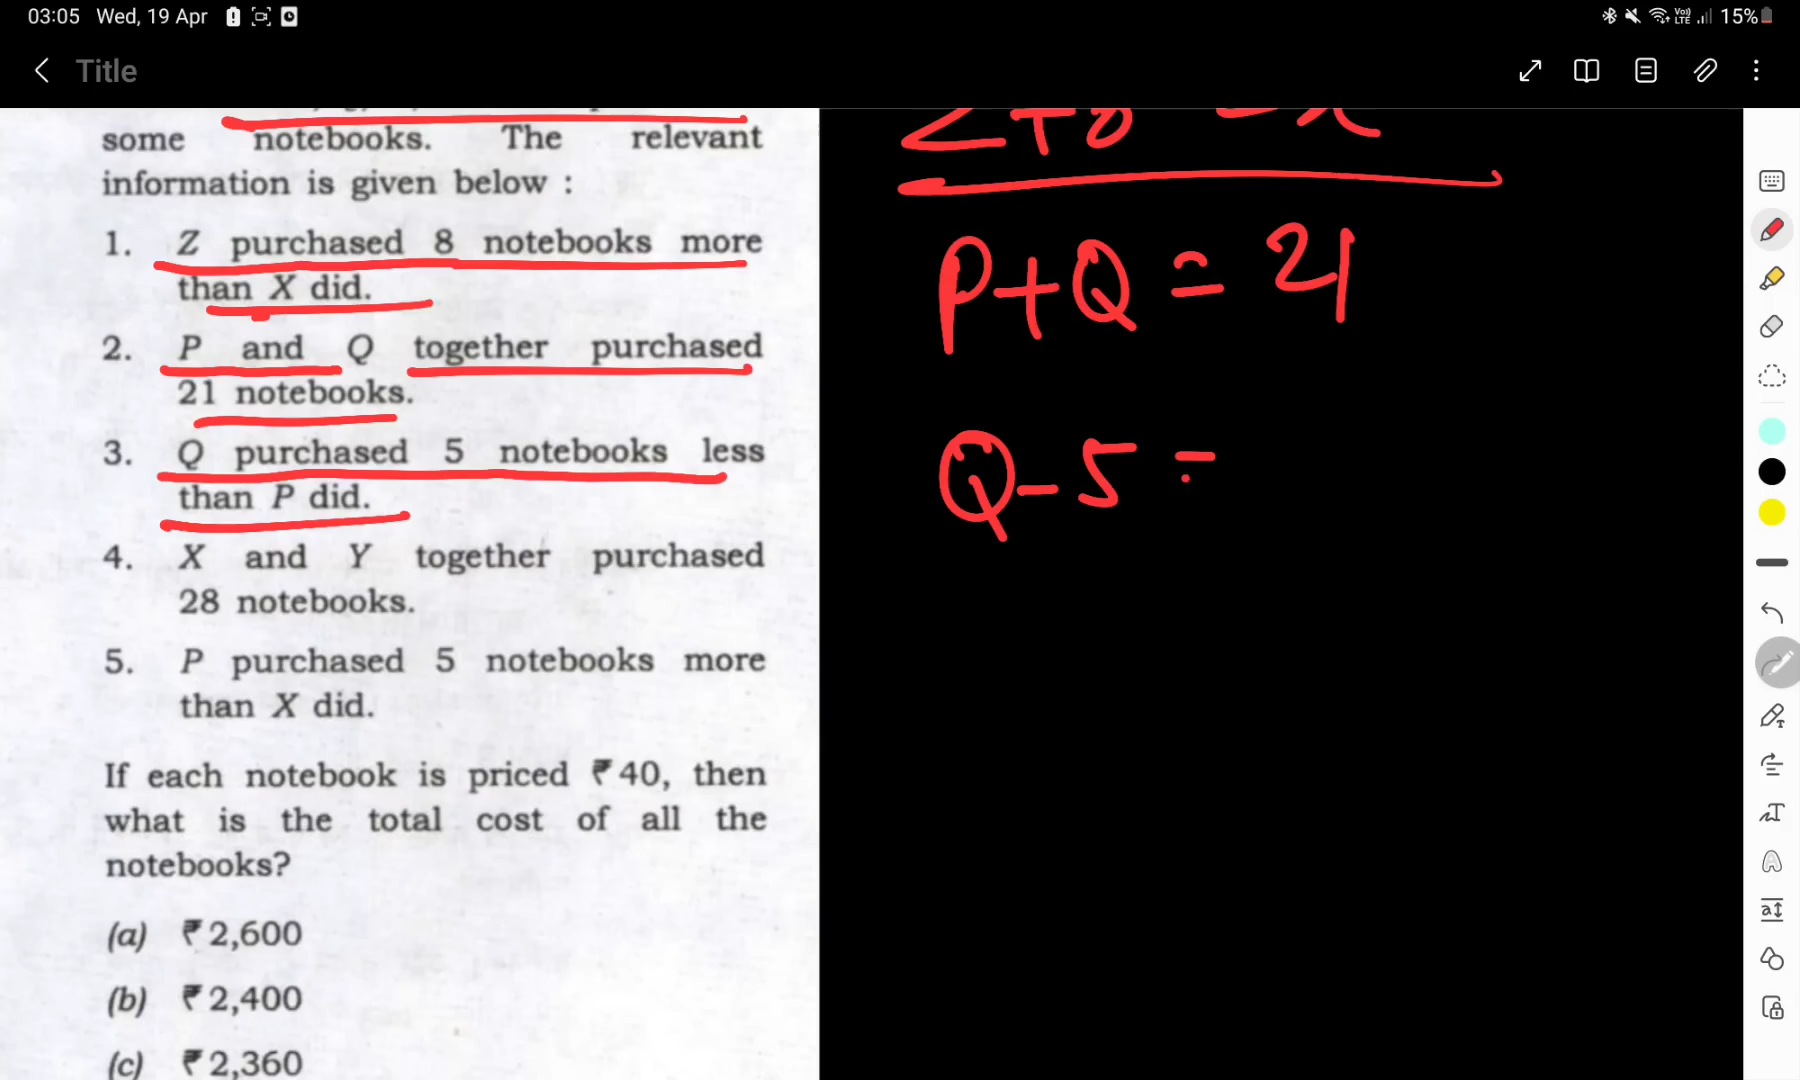 03:05 Wed, 19 Apr 15%
Title
some notebooks. The relevant
information is given below :
1. Z purchased 8 notebooks more
than X did.
2. P and Q together purchased
21 notebooks.
3. Q purchased 5 notebooks less
than P did.
4. X and Y together purchased
28 notebooks.
5. P purchased 5 notebooks more
than X did.
If each notebook is priced ₹ 40, then
what is the total cost of all the
notebooks?
(a) ₹ 2,600
(b) ₹ 2,400
(c) ₹ 2,360
P+Q = 21
Q-5 =